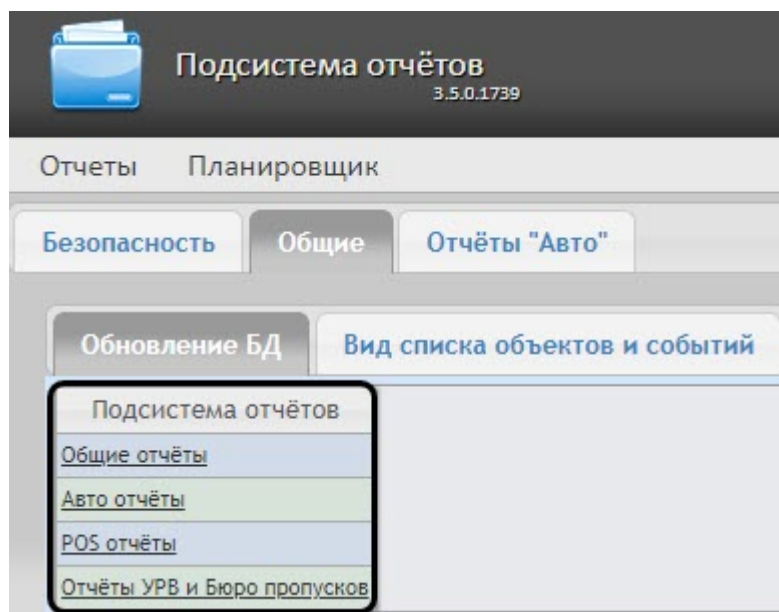 Подсистема отчётов
3.5.0.1739
Отчеты Планировщик
Безопасность Общие Отчёты "Авто"
Обновление БД Вид списка объектов и событий
Подсистема отчётов
Общие отчёты
Авто отчёты
POS отчёты
Отчёты УРВ и Бюро пропусков